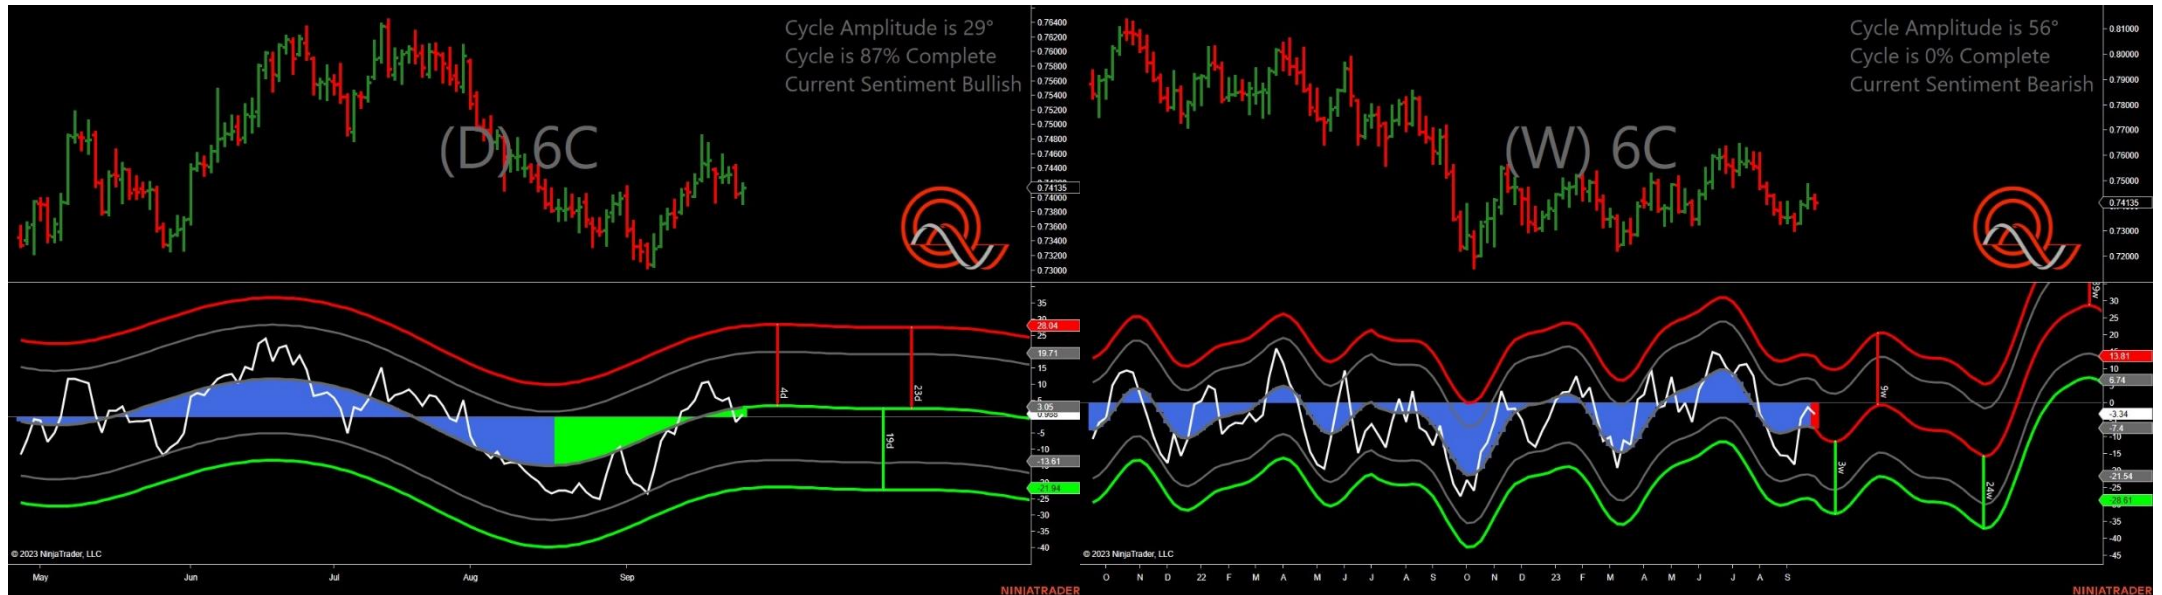 Cycle Amplitude is 29°
Cycle is 87% Complete
Current Sentiment Bullish
(D) 6C
0.76400
0.76200
0.76000
0.75800
0.75600
0.75400
0.75200
0.75000
0.74800
0.74600
0.74400
0.74135
0.73800
0.73600
0.73400
0.73200
0.73000
35
28.04
25
19.71
15
10
5
3.05
-5
-10
-13.61
-15
-20
-21.94
-25
-30
-35
-40
4d
23d
19d
© 2023 NinjaTrader, LLC
May Jun Jul Aug Sep
NINJATRADER
Cycle Amplitude is 56°
Cycle is 0% Complete
Current Sentiment Bearish
(W) 6C
0.81000
0.80000
0.79000
0.78000
0.77000
0.76000
0.75000
0.74135
0.73000
0.72000
30
25
20
13.81
6.74
0
-3.34
-7.4
-10
-15
-21.54
-25
-28.61
-35
-40
-45
3w
9w
24w
39w
© 2023 NinjaTrader, LLC
O N D 22 F M A M J J A S O N D 23 F M A M J J A S
NINJATRADER